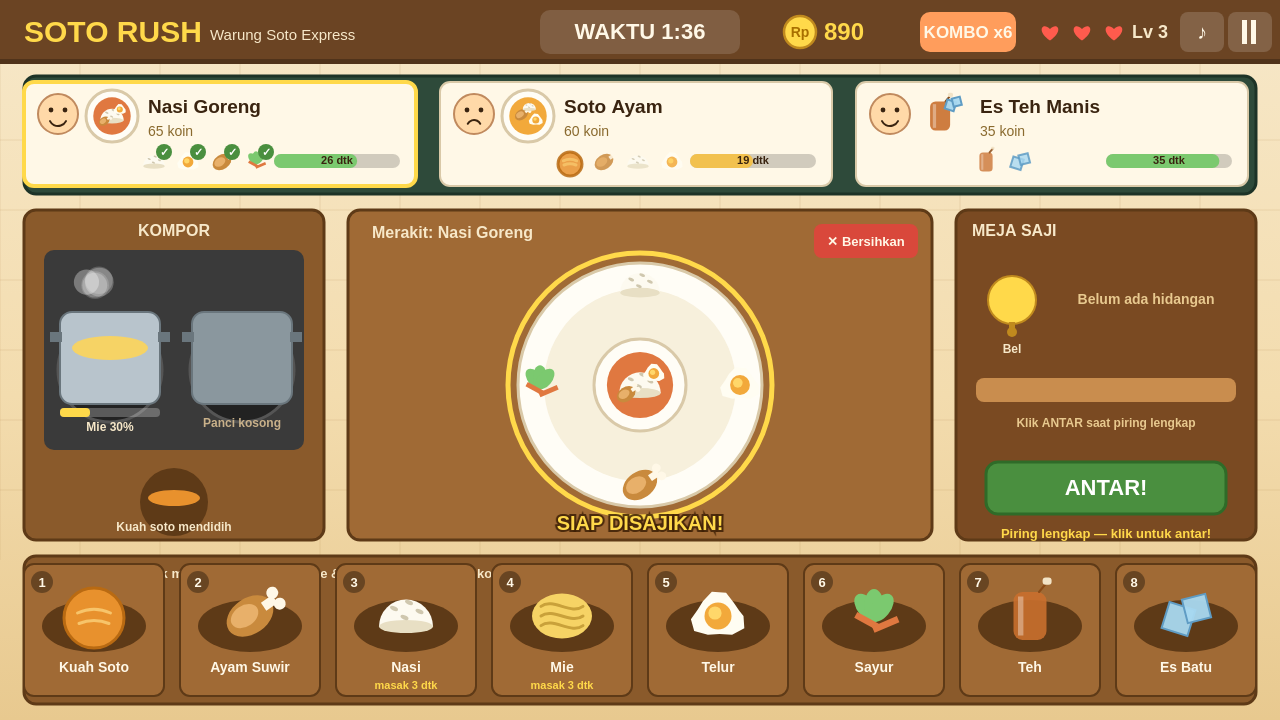 SOTO RUSH Warung Soto Express
WAKTU 1:36
Rp 890
KOMBO x6
Lv 3
♪
Nasi Goreng
65 koin
26 dtk
Soto Ayam
60 koin
19 dtk
Es Teh Manis
35 koin
35 dtk
KOMPOR
Mie 30%
Panci kosong
Kuah soto mendidih
Merakit: Nasi Goreng
✕ Bersihkan
SIAP DISAJIKAN!
MEJA SAJI
Belum ada hidangan
Bel
Klik ANTAR saat piring lengkap
ANTAR!
Piring lengkap — klik untuk antar!
1
Kuah Soto
2
Ayam Suwir
3
Nasi
masak 3 dtk
4
Mie
masak 3 dtk
5
Telur
6
Sayur
7
Teh
8
Es Batu